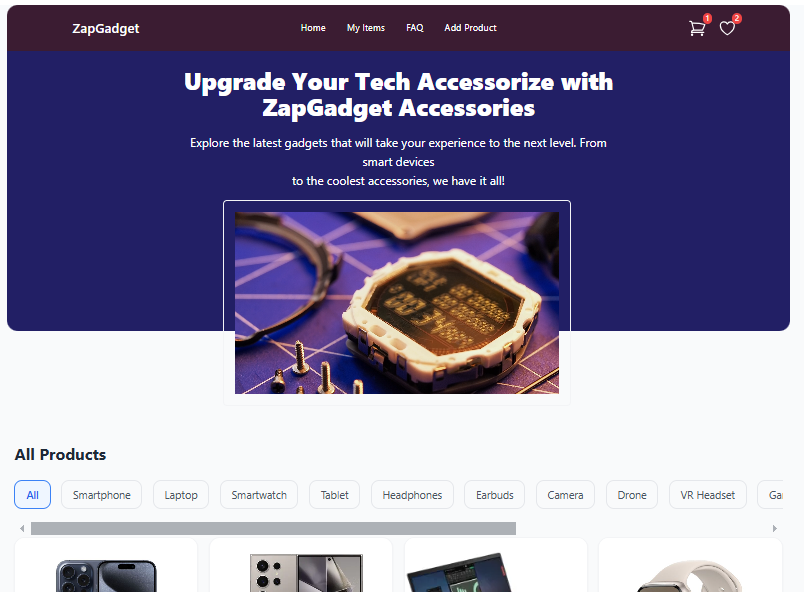 ZapGadget
Home My Items FAQ Add Product
1 2
Upgrade Your Tech Accessorize with
ZapGadget Accessories
Explore the latest gadgets that will take your experience to the next level. From
smart devices
to the coolest accessories, we have it all!
All Products
All Smartphone Laptop Smartwatch Tablet Headphones Earbuds Camera Drone VR Headset